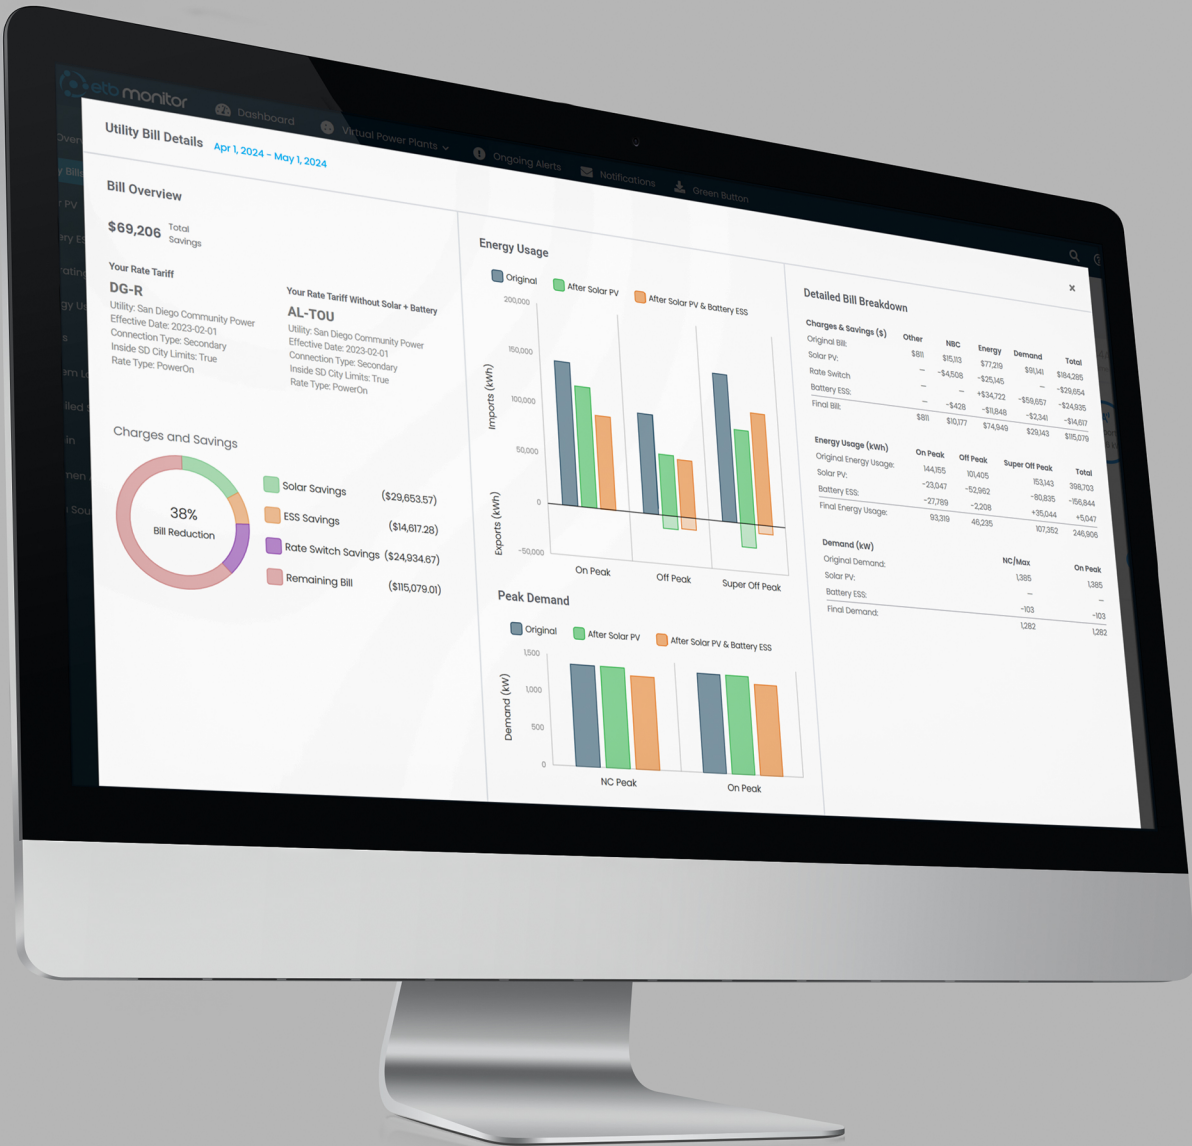 etb monitor
Dashboard
Virtual Power Plants
Ongoing Alerts
Notifications
Green Button
Utility Bill Details Apr 1, 2024 - May 1, 2024
Bill Overview
$69,206 Total Savings
Your Rate Tariff
DG-R
Utility: San Diego Community Power
Effective Date: 2023-02-01
Connection Type: Secondary
Inside SD City Limits: True
Rate Type: PowerOn
Your Rate Tariff Without Solar + Battery
AL-TOU
Utility: San Diego Community Power
Effective Date: 2023-02-01
Connection Type: Secondary
Inside SD City Limits: True
Rate Type: PowerOn
Charges and Savings
38%
Bill Reduction
Solar Savings ($29,653.57)
ESS Savings ($14,617.28)
Rate Switch Savings ($24,934.67)
Remaining Bill ($115,079.01)
Energy Usage
Original After Solar PV After Solar PV & Battery ESS
200,000
150,000
100,000
50,000
0
-50,000
Imports (kWh)
Exports (kWh)
On Peak Off Peak Super Off Peak
Peak Demand
Original After Solar PV After Solar PV & Battery ESS
1,500
1,000
500
0
Demand (kW)
NC Peak On Peak
Detailed Bill Breakdown
Charges & Savings ($) Other NBC Energy Demand Total
Original Bill: $811 $15,113 $77,219 $91,141 $184,285
Solar PV: — -$4,508 -$25,145 — -$29,654
Rate Switch — — +$34,722 -$59,657 -$24,935
Battery ESS: — -$428 -$11,848 -$2,341 -$14,617
Final Bill: $811 $10,177 $74,949 $29,143 $115,079
Energy Usage (kWh) On Peak Off Peak Super Off Peak Total
Original Energy Usage: 144,155 101,405 153,143 398,703
Solar PV: -23,047 -52,962 -80,835 -156,844
Battery ESS: -27,789 -2,208 +35,044 +5,047
Final Energy Usage: 93,319 46,235 107,352 246,906
Demand (kW) NC/Max On Peak
Original Demand: 1,385 1,385
Solar PV: — —
Battery ESS: -103 -103
Final Demand: 1,282 1,282